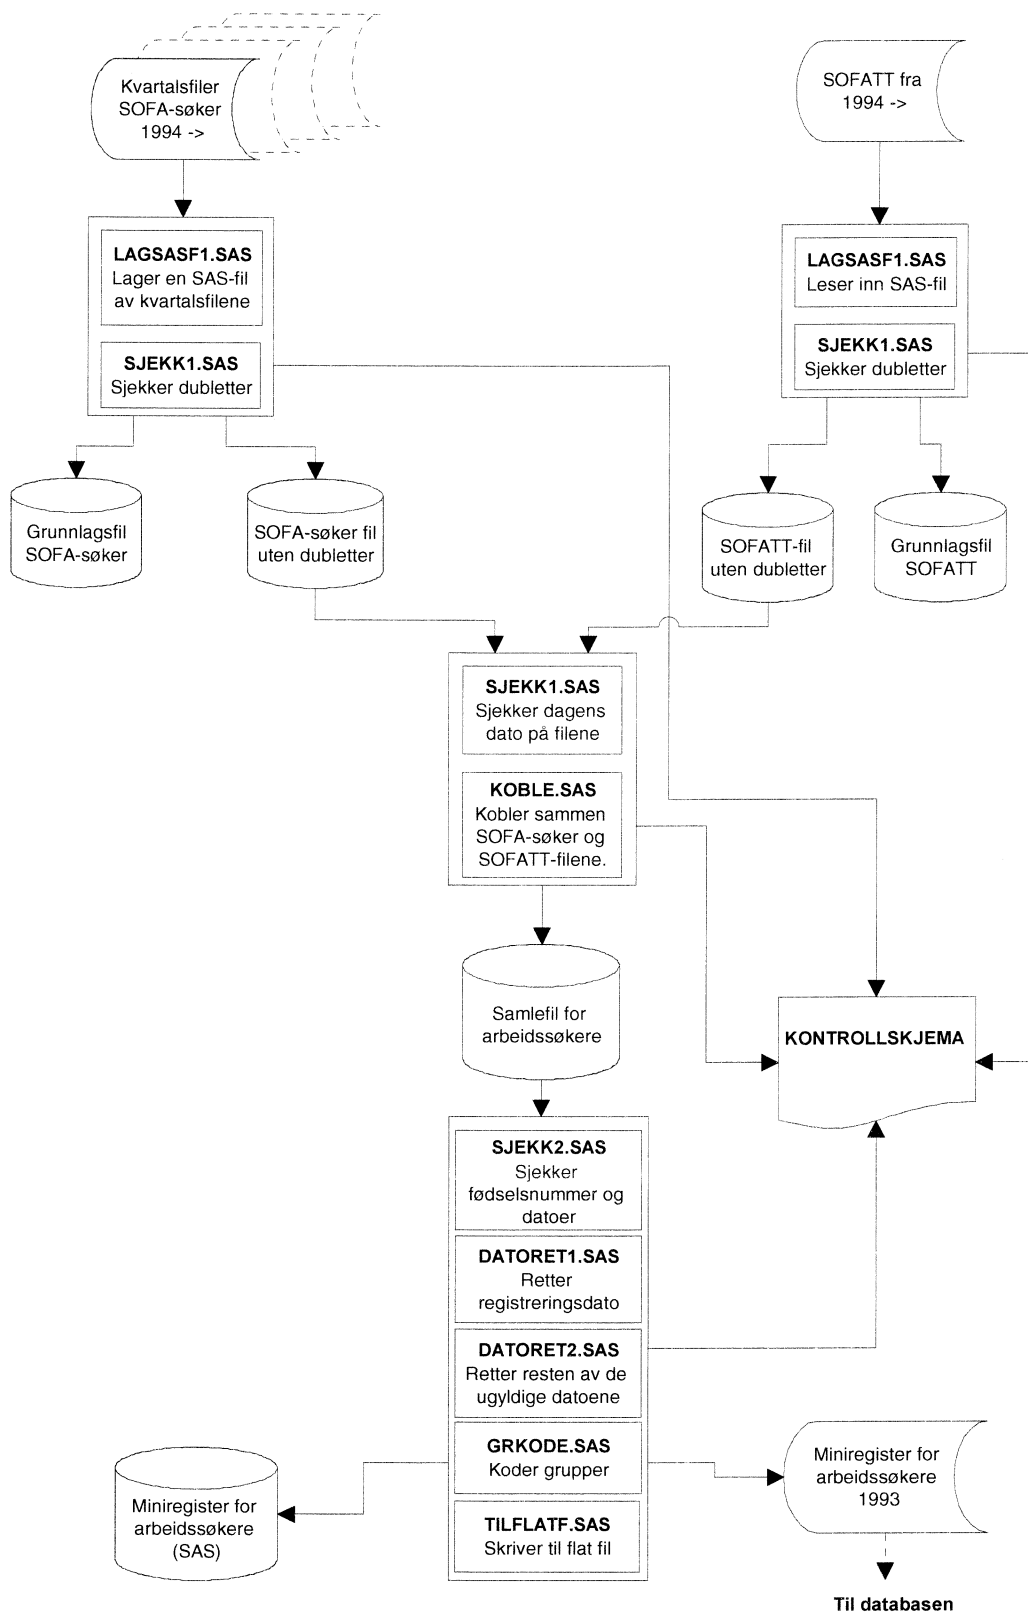 Kvartalsfiler
SOFA-søker
1994 ->
SOFATT fra
1994 ->
LAGSASF1.SAS
Lager en SAS-fil
av kvartalsfilene
SJEKK1.SAS
Sjekker dubletter
LAGSASF1.SAS
Leser inn SAS-fil
SJEKK1.SAS
Sjekker dubletter
Grunnlagsfil
SOFA-søker
SOFA-søker fil
uten dubletter
SOFATT-fil
uten dubletter
Grunnlagsfil
SOFATT
SJEKK1.SAS
Sjekker dagens
dato på filene
KOBLE.SAS
Kobler sammen
SOFA-søker og
SOFATT-filene.
Samlefil for
arbeidssøkere
KONTROLLSKJEMA
SJEKK2.SAS
Sjekker
fødselsnummer og
datoer
DATORET1.SAS
Retter
registreringsdato
DATORET2.SAS
Retter resten av de
ugyldige datoene
GRKODE.SAS
Koder grupper
TILFLATF.SAS
Skriver til flat fil
Miniregister for
arbeidssøkere
(SAS)
Miniregister for
arbeidssøkere
1993
Til databasen